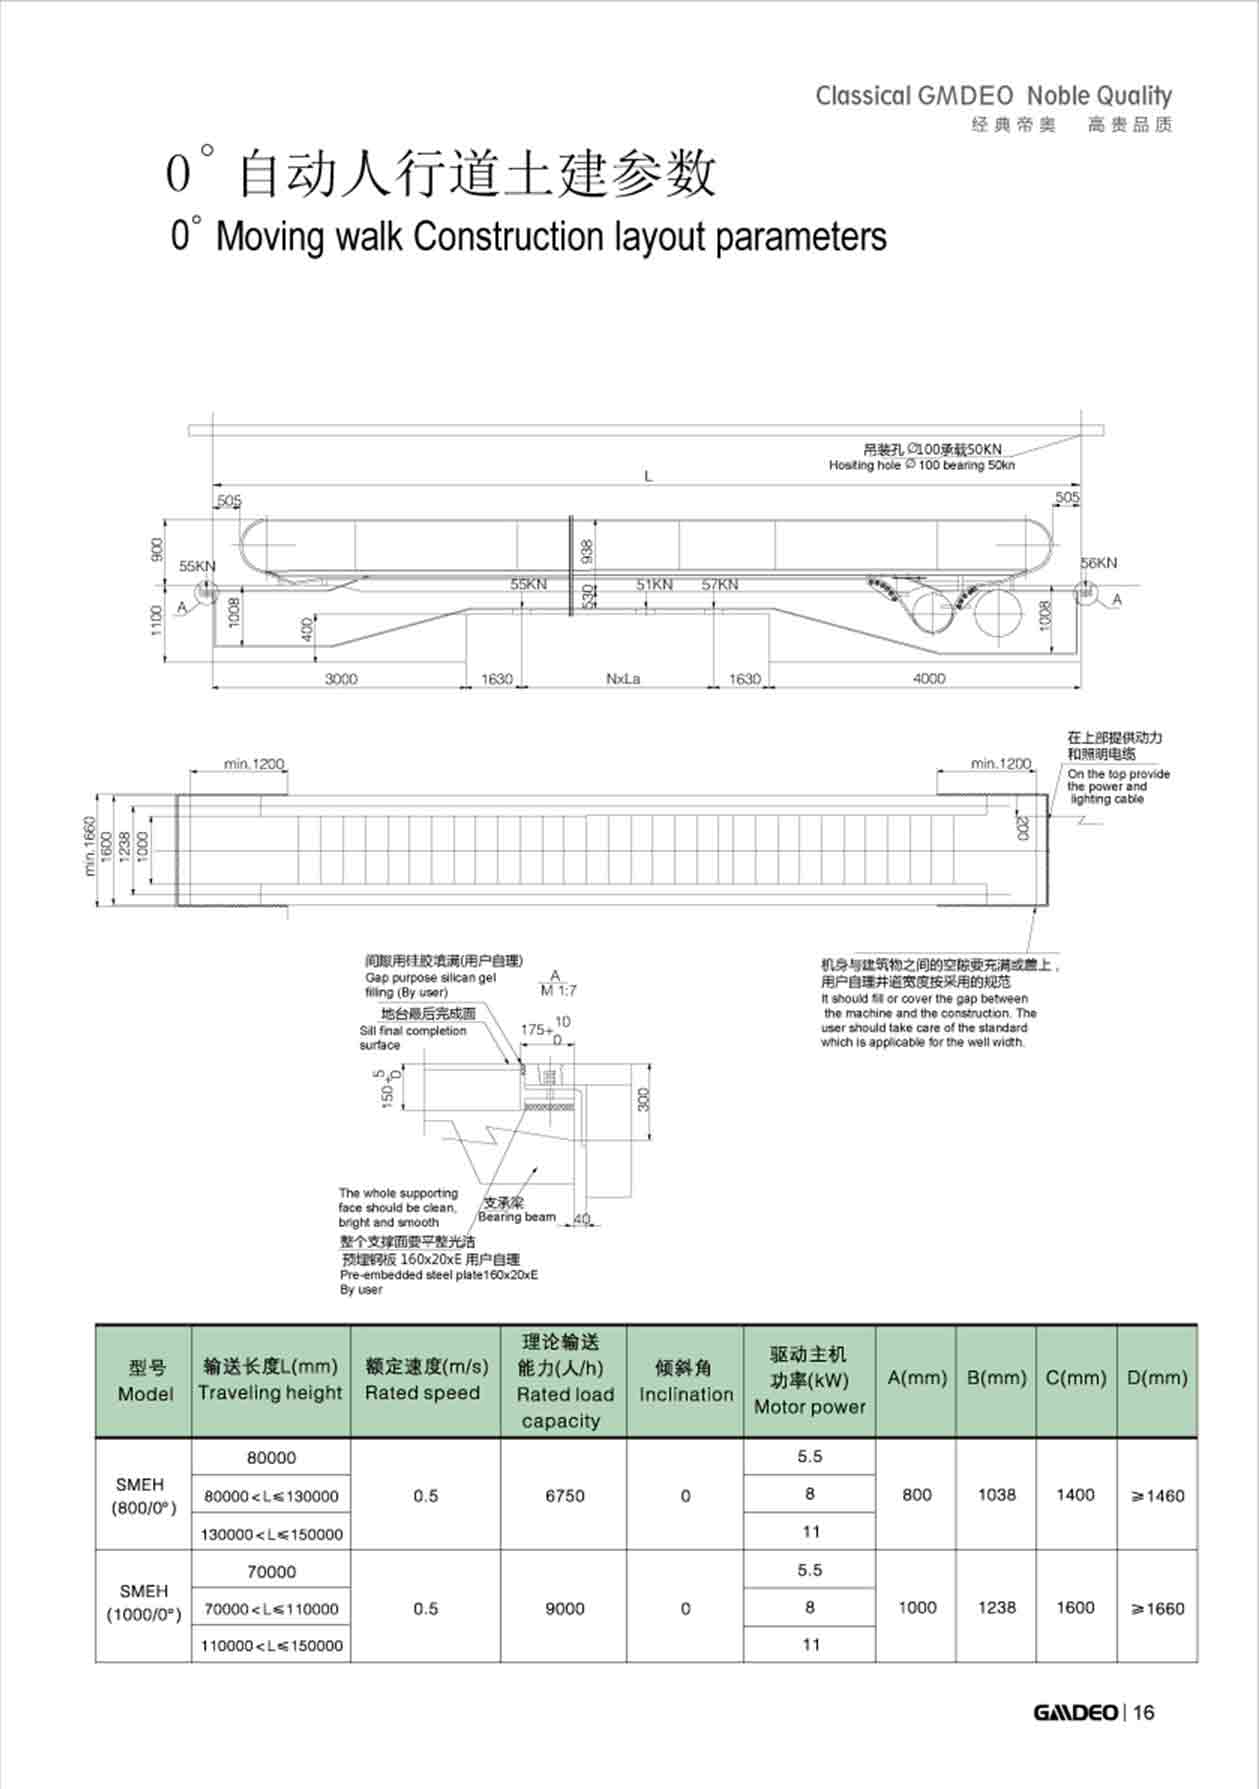 Classical GMDEO Noble Quality
经典帝奥 高贵品质
0° 自动人行道土建参数
0° Moving walk Construction layout parameters
吊装孔 ∅100承载50KN
Hositing hole ∅ 100 bearing 50kn
L
505
505
900
938
55KN
56KN
55KN
51KN
57KN
530
A
A
1100
1008
400
1008
3000
1630
NxLa
1630
4000
在上部提供动力
和照明电缆
On the top provide
the power and
lighting cable
min.1200
min.1200
min.1660
1600
1238
1000
200
间隙用硅胶填满(用户自理)
Gap purpose silican gel
filling (By user)
A
M 1:7
地台最后完成面
Sill final completion
surface
175+10
0
150+5
0
300
机身与建筑物之间的空隙要充满或盖上,
用户自理井道宽度按采用的规范
It should fill or cover the gap between
the machine and the construction. The
user should take care of the standard
which is applicable for the well width.
The whole supporting
face should be clean,
bright and smooth
支承梁
Bearing beam
40
整个支撑面要平整光洁
预埋钢板 160x20xE 用户自理
Pre-embedded steel plate160x20xE
By user
型号 输送长度L(mm) 额定速度(m/s) 理论输送能力(人/h) 倾斜角 驱动主机功率(kW) A(mm) B(mm) C(mm) D(mm)
Model Traveling height Rated speed Rated load capacity Inclination Motor power
SMEH (800/0°) 80000 0.5 6750 0 5.5 800 1038 1400 ≥1460
80000<L≤130000 8
130000<L≤150000 11
SMEH (1000/0°) 70000 0.5 9000 0 5.5 1000 1238 1600 ≥1660
70000<L≤110000 8
110000<L≤150000 11
GMDEO | 16